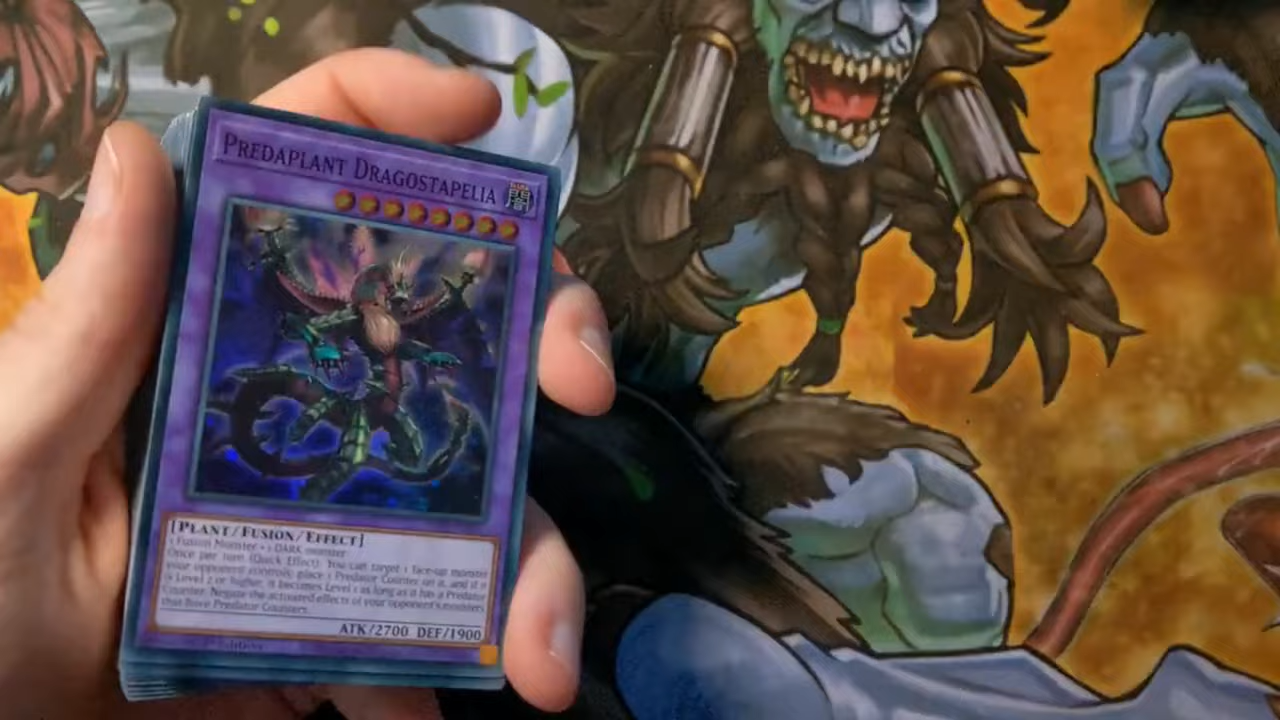 PREDAPLANT DRAGOSTAPELIA
[PLANT/FUSION/EFFECT]
1 Fusion Monster + 1 DARK monster
Once per turn (Quick Effect): You can target 1 face-up monster
your opponent controls; place 1 Predator Counter on it, and if it
is Level 2 or higher, it becomes Level 1 as long as it has a Predator
Counter. Negate the activated effects of your opponent's monsters
that have Predator Counters.
ATK/2700 DEF/1900